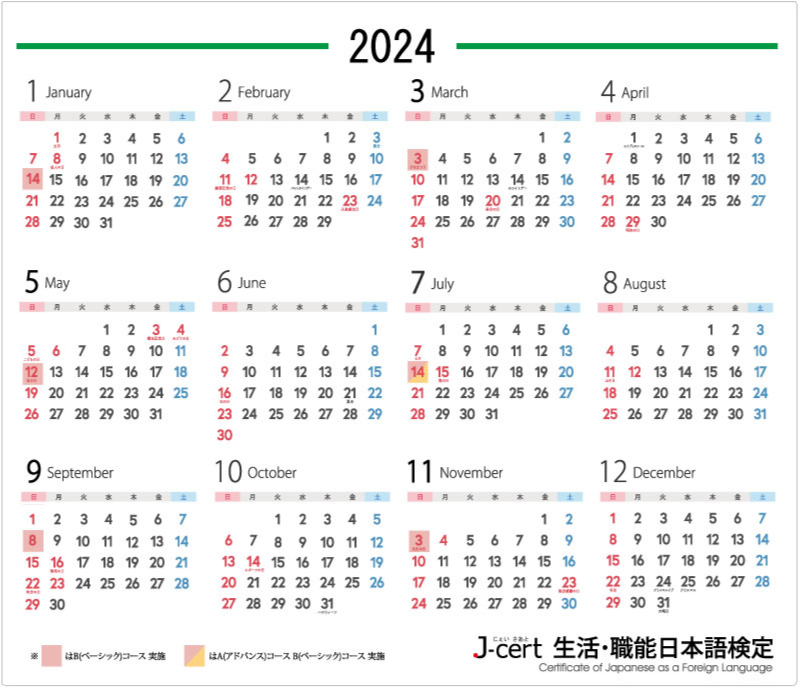 2024
1 January
日 月 火 水 木 金 土
1 2 3 4 5 6
7 8 9 10 11 12 13
14 15 16 17 18 19 20
21 22 23 24 25 26 27
28 29 30 31
2 February
日 月 火 水 木 金 土
1 2 3
4 5 6 7 8 9 10
11 12 13 14 15 16 17
18 19 20 21 22 23 24
25 26 27 28 29
3 March
日 月 火 水 木 金 土
1 2
3 4 5 6 7 8 9
10 11 12 13 14 15 16
17 18 19 20 21 22 23
24 25 26 27 28 29 30
31
4 April
日 月 火 水 木 金 土
1 2 3 4 5 6
7 8 9 10 11 12 13
14 15 16 17 18 19 20
21 22 23 24 25 26 27
28 29 30
5 May
日 月 火 水 木 金 土
1 2 3 4
5 6 7 8 9 10 11
12 13 14 15 16 17 18
19 20 21 22 23 24 25
26 27 28 29 30 31
6 June
日 月 火 水 木 金 土
1
2 3 4 5 6 7 8
9 10 11 12 13 14 15
16 17 18 19 20 21 22
23 24 25 26 27 28 29
30
7 July
日 月 火 水 木 金 土
1 2 3 4 5 6
7 8 9 10 11 12 13
14 15 16 17 18 19 20
21 22 23 24 25 26 27
28 29 30 31
8 August
日 月 火 水 木 金 土
1 2 3
4 5 6 7 8 9 10
11 12 13 14 15 16 17
18 19 20 21 22 23 24
25 26 27 28 29 30 31
9 September
日 月 火 水 木 金 土
1 2 3 4 5 6 7
8 9 10 11 12 13 14
15 16 17 18 19 20 21
22 23 24 25 26 27 28
29 30
10 October
日 月 火 水 木 金 土
1 2 3 4 5
6 7 8 9 10 11 12
13 14 15 16 17 18 19
20 21 22 23 24 25 26
27 28 29 30 31
11 November
日 月 火 水 木 金 土
1 2
3 4 5 6 7 8 9
10 11 12 13 14 15 16
17 18 19 20 21 22 23
24 25 26 27 28 29 30
12 December
日 月 火 水 木 金 土
1 2 3 4 5 6 7
8 9 10 11 12 13 14
15 16 17 18 19 20 21
22 23 24 25 26 27 28
29 30 31
※ はB(ベーシック)コース 実施 はA(アドバンス)コース B(ベーシック)コース 実施
じぇい さあと
J-cert 生活・職能日本語検定
Certificate of Japanese as a Foreign Language